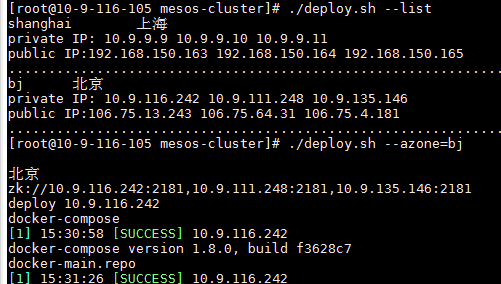 [root@10-9-116-105 mesos-cluster]# ./deploy.sh --list
shanghai 上海
private IP: 10.9.9.9 10.9.9.10 10.9.9.11
public IP:192.168.150.163 192.168.150.164 192.168.150.165
................................................................
bj 北京
private IP: 10.9.116.242 10.9.111.248 10.9.135.146
public IP:106.75.13.243 106.75.64.31 106.75.4.181
................................................................
[root@10-9-116-105 mesos-cluster]# ./deploy.sh --azone=bj
北京
zk://10.9.116.242:2181,10.9.111.248:2181,10.9.135.146:2181
deploy 10.9.116.242
docker-compose
[1] 15:30:58 [SUCCESS] 10.9.116.242
docker-compose version 1.8.0, build f3628c7
docker-main.repo
[1] 15:31:26 [SUCCESS] 10.9.116.242